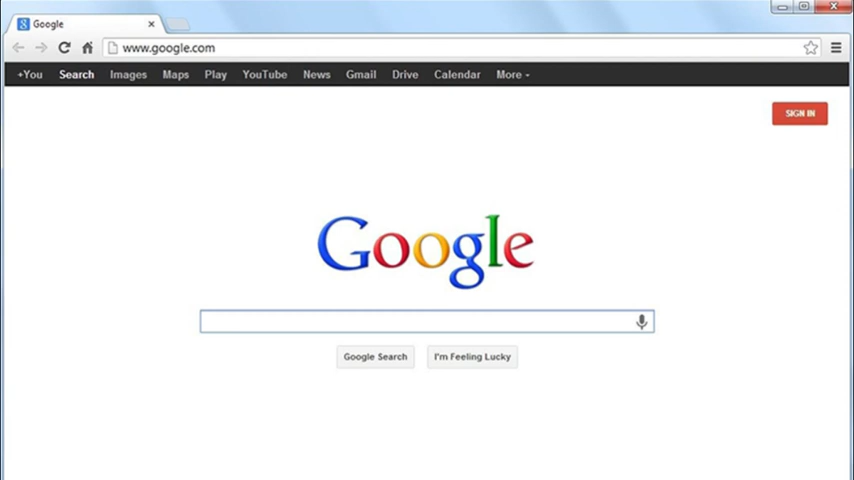 Google
www.google.com
+You Search Images Maps Play YouTube News Gmail Drive Calendar More
SIGN IN
Google
Google Search I'm Feeling Lucky